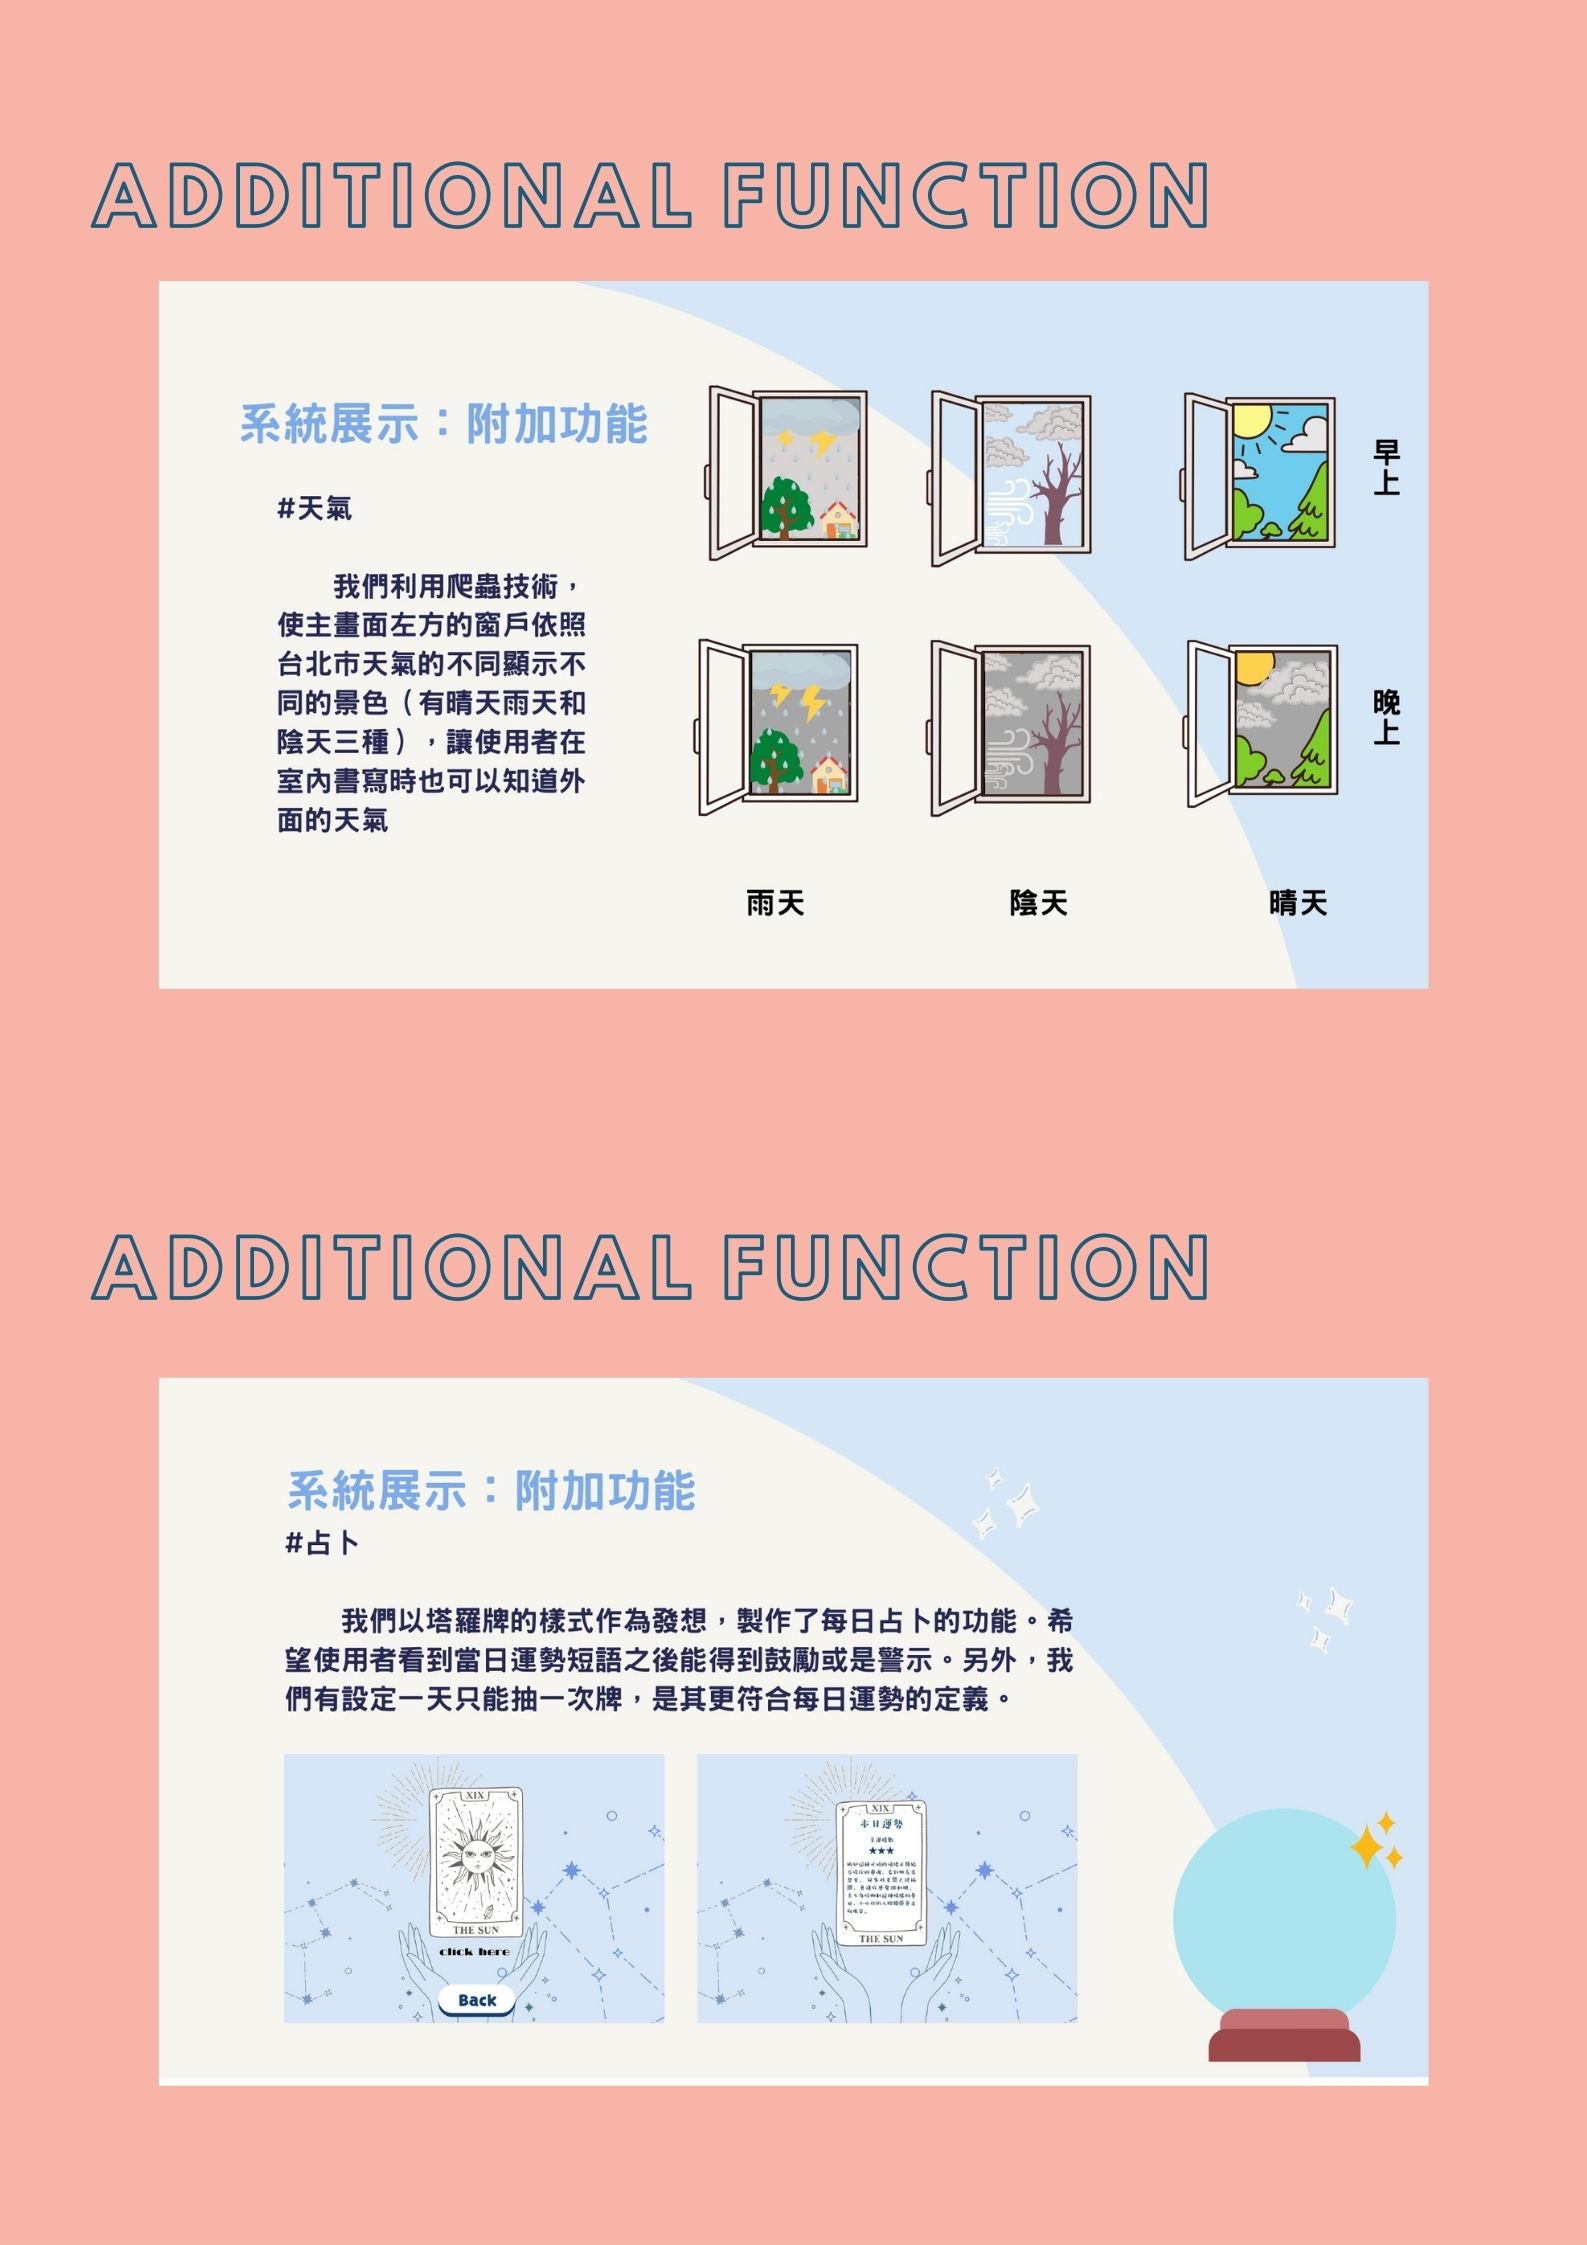 ADDITIONAL FUNCTION
系統展示：附加功能
#天氣
我們利用爬蟲技術，
使主畫面左方的窗戶依照
台北市天氣的不同顯示不
同的景色（有晴天雨天和
陰天三種），讓使用者在
室內書寫時也可以知道外
面的天氣
早上
晚上
雨天 陰天 晴天
ADDITIONAL FUNCTION
系統展示：附加功能
#占卜
我們以塔羅牌的樣式作為發想，製作了每日占卜的功能。希
望使用者看到當日運勢短語之後能得到鼓勵或是警示。另外，我
們有設定一天只能抽一次牌，是其更符合每日運勢的定義。
XIX
THE SUN
click here
Back
XIX
本日運勢
幸運指數
★★★
THE SUN